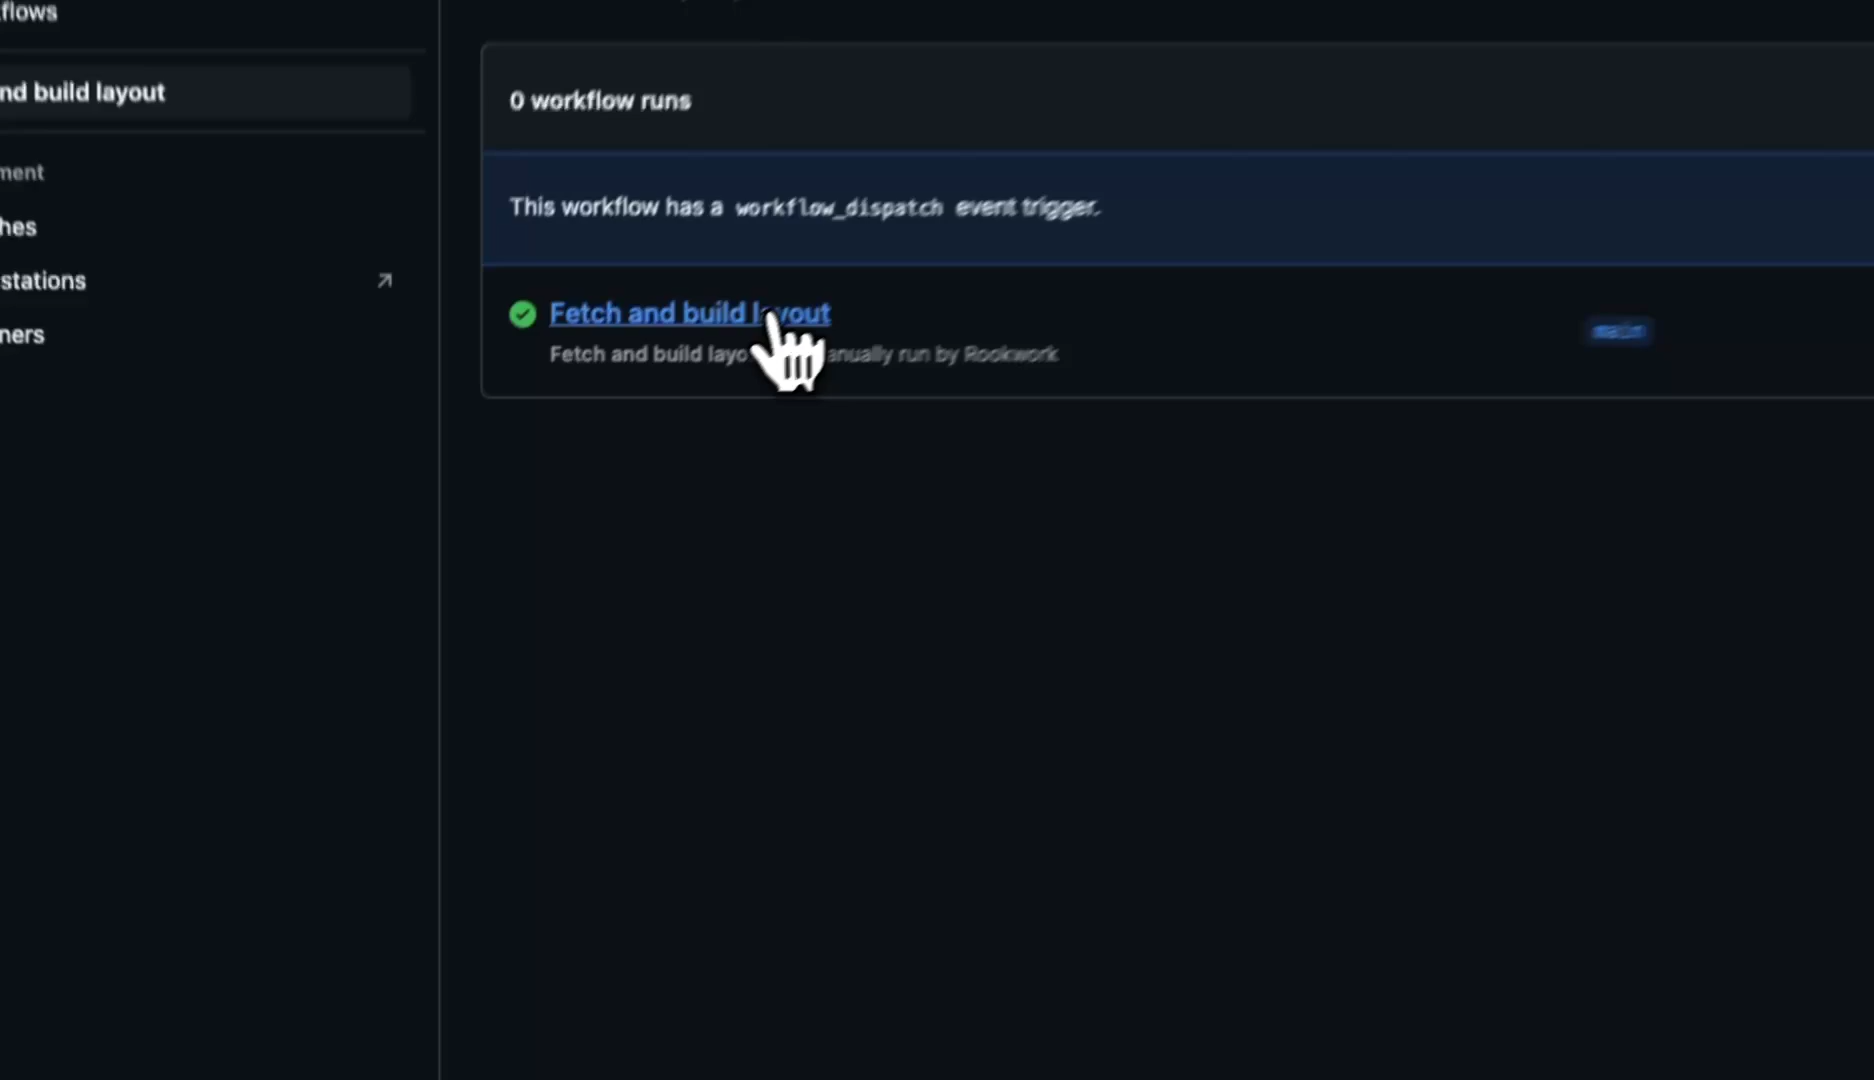 flows
nd build layout
ment
hes
stations
ners
0 workflow runs
This workflow has a workflow_dispatch event trigger.
Fetch and build layout
main
Fetch and build layo anually run by Rookwork